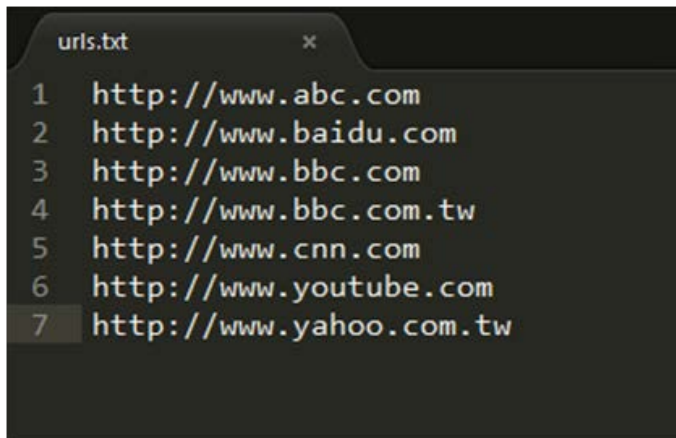 urls.txt ×
1 http://www.abc.com
2 http://www.baidu.com
3 http://www.bbc.com
4 http://www.bbc.com.tw
5 http://www.cnn.com
6 http://www.youtube.com
7 http://www.yahoo.com.tw